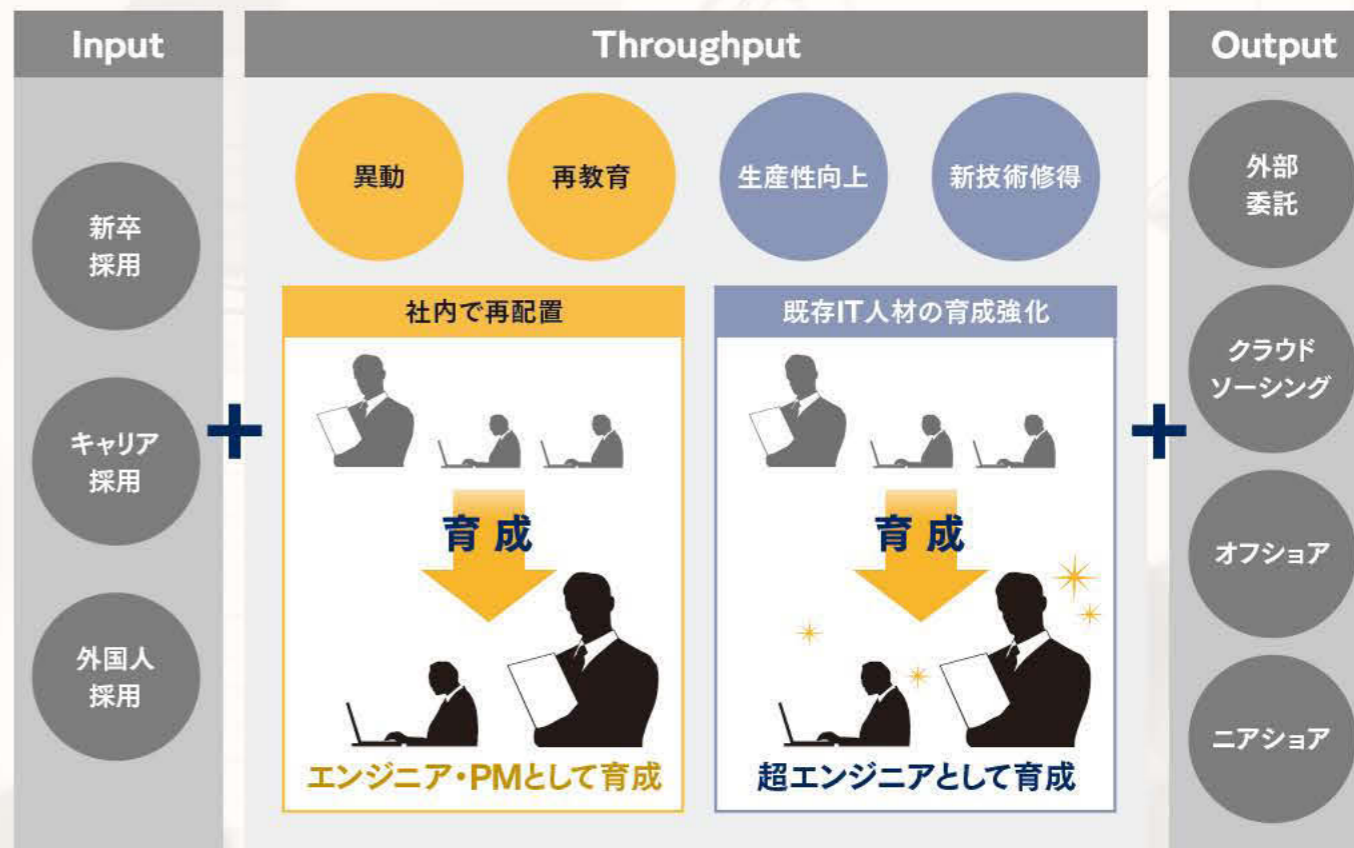 Input
新卒
採用
キャリア
採用
外国人
採用
Throughput
異動
再教育
生産性向上
新技術修得
社内で再配置
育成
エンジニア・PMとして育成
既存IT人材の育成強化
育成
超エンジニアとして育成
Output
外部
委託
クラウド
ソーシング
オフショア
ニアショア